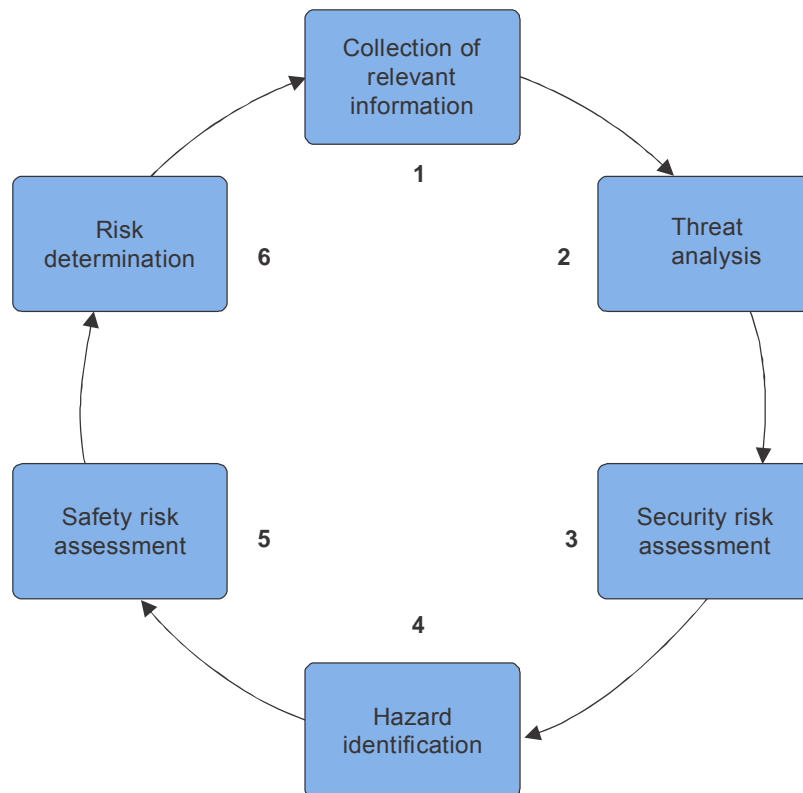 Collection of
relevant
information
1
Threat
analysis
2
Security risk
assessment
3
Hazard
identification
4
Safety risk
assessment
5
Risk
determination
6